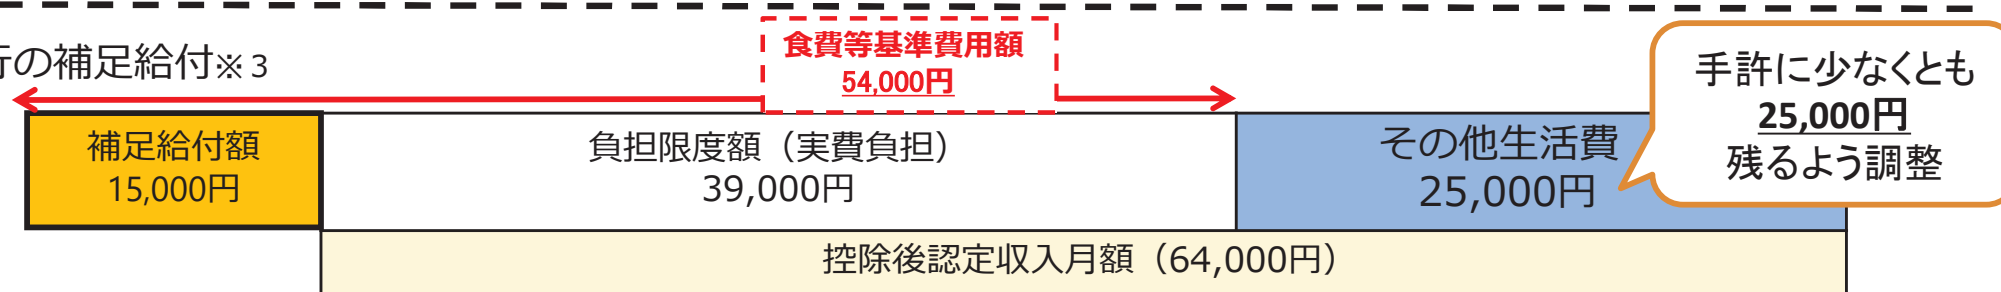 行の補足給付※3
食費等基準費用額
54,000円
手許に少なくとも
25,000円
残るよう調整
補足給付額
15,000円
負担限度額（実費負担）
39,000円
その他生活費
25,000円
控除後認定収入月額（64,000円）